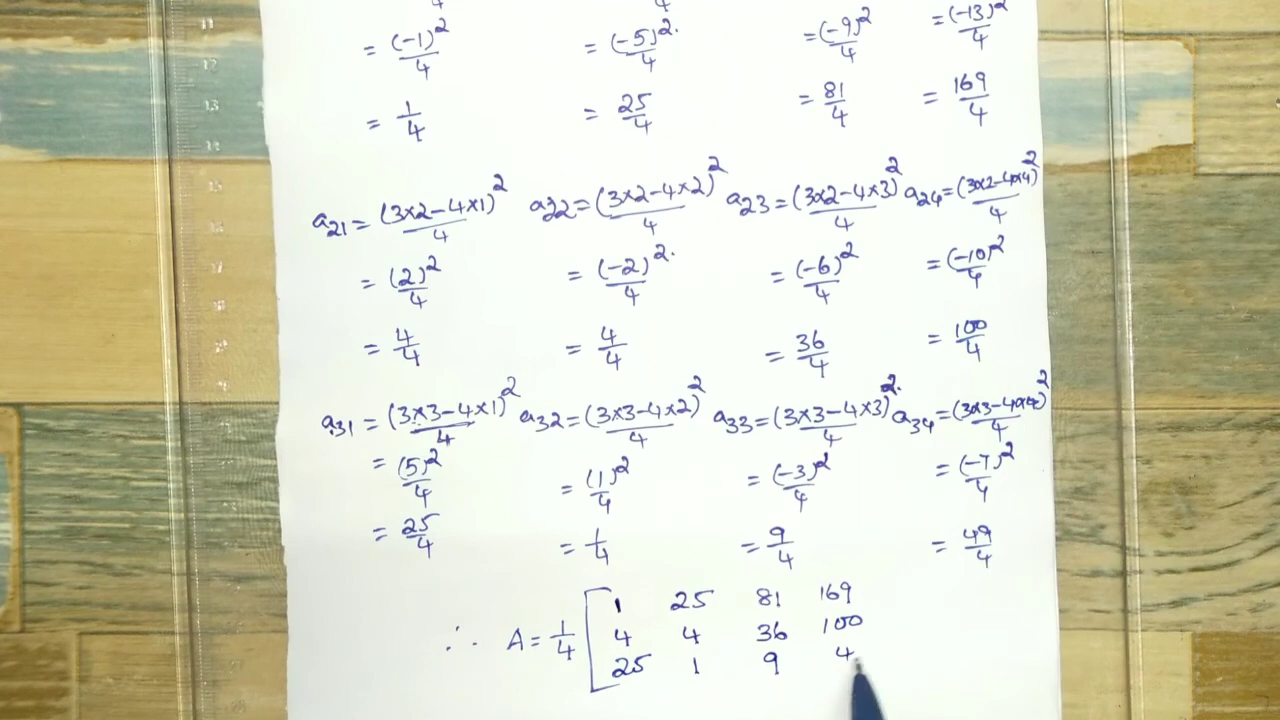 4 4
= (-1)²/4 = (-5)²/4 = (-9)²/4 = (-13)²/4
= 1/4 = 25/4 = 81/4 = 169/4
a₂₁ = (3×2-4×1)²/4 a₂₂ = (3×2-4×2)²/4 a₂₃ = (3×2-4×3)²/4 a₂₄ = (3×2-4×4)²/4
= (2)²/4 = (-2)²/4 = (-6)²/4 = (-10)²/4
= 4/4 = 4/4 = 36/4 = 100/4
a₃₁ = (3×3-4×1)²/4 a₃₂ = (3×3-4×2)²/4 a₃₃ = (3×3-4×3)²/4 a₃₄ = (3×3-4×4)²/4
= (5)²/4 = (1)²/4 = (-3)²/4 = (-7)²/4
= 25/4 = 1/4 = 9/4 = 49/4
1 25 81 169
∴ A = 1/4 [ 4 4 36 100
25 1 9 4